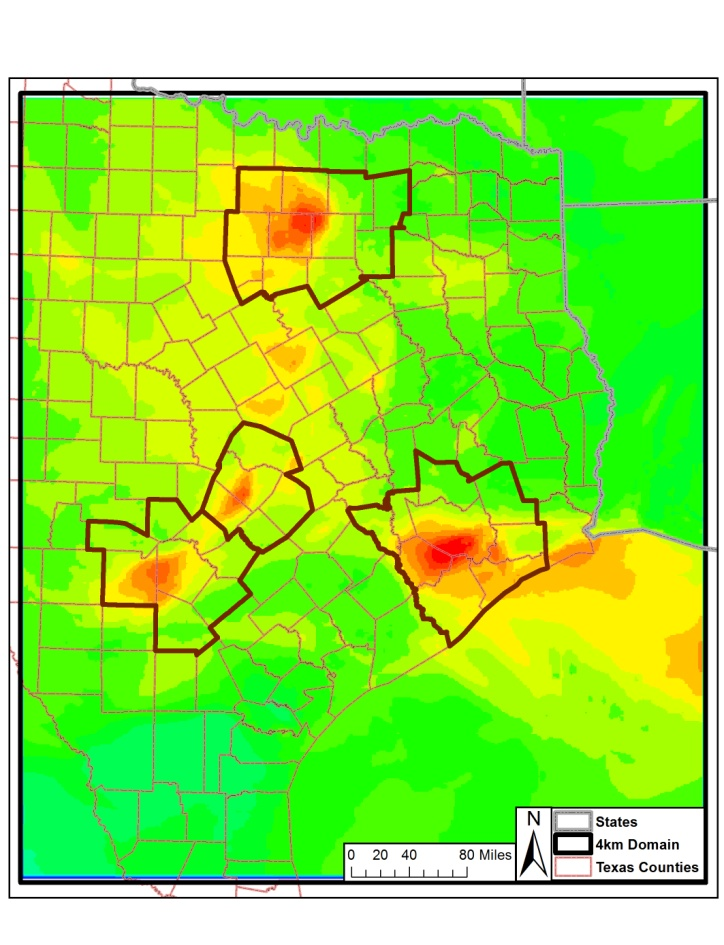 N
States
4km Domain
Texas Counties
0 20 40 80 Miles